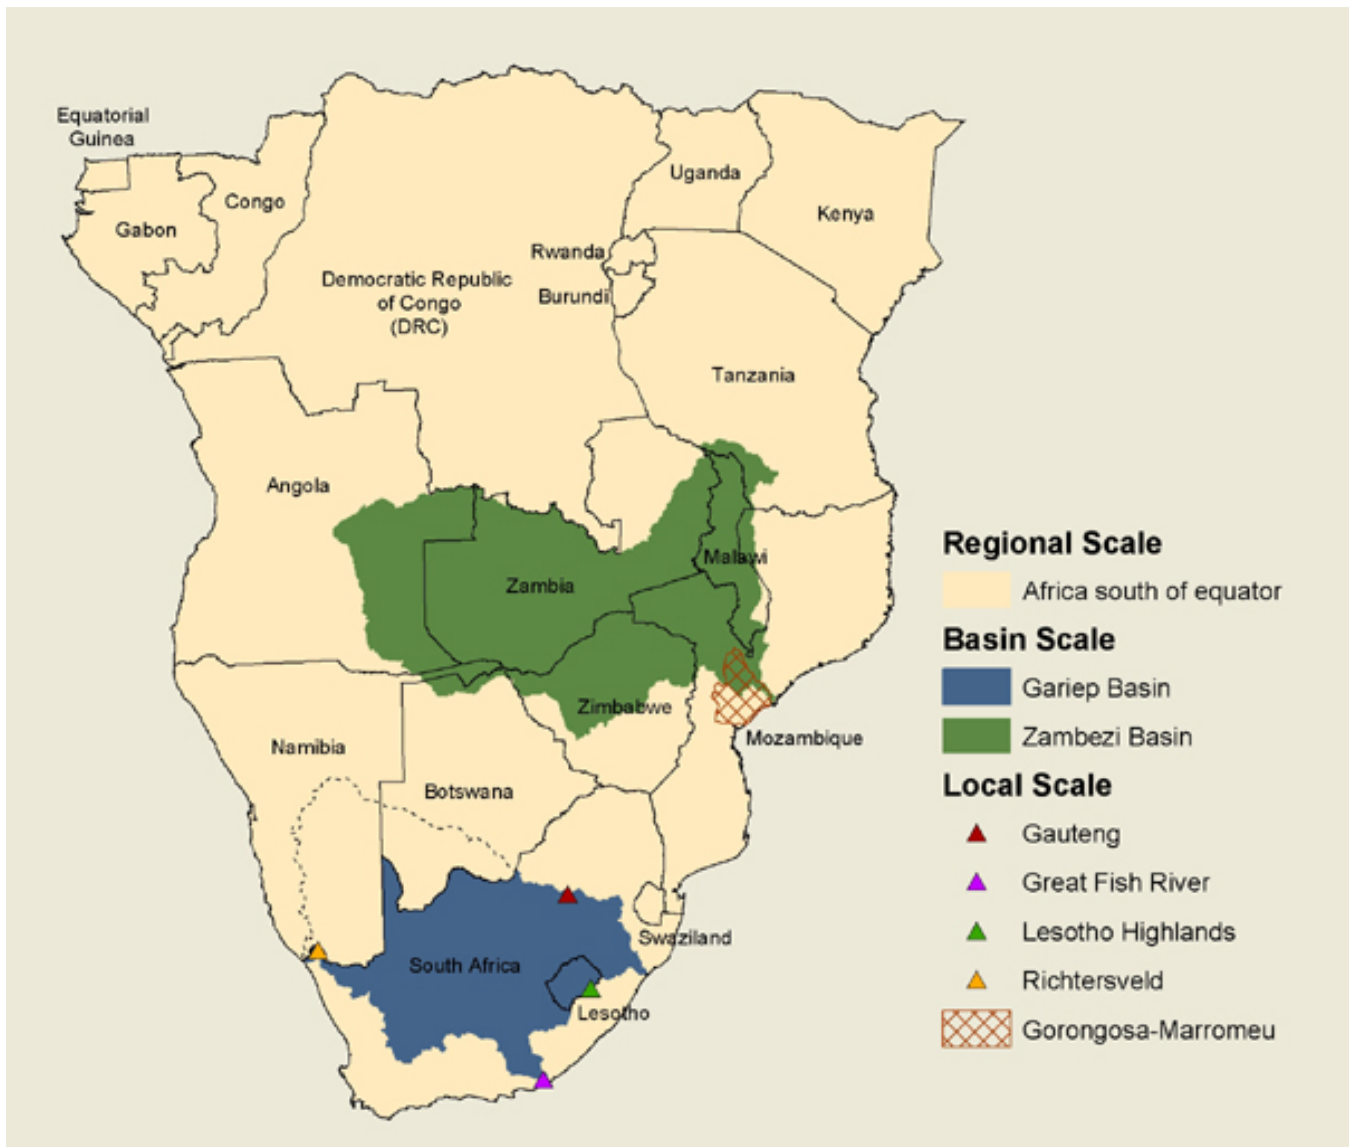 Equatorial
Guinea
Uganda
Congo
Kenya
Gabon
Rwanda
Democratic Republic
of Congo
(DRC)
Burundi
Tanzania
Angola
Malawi
Zambia
Zimbabwe
Mozambique
Namibia
Botswana
Swaziland
South Africa
Lesotho
Regional Scale
Africa south of equator
Basin Scale
Gariep Basin
Zambezi Basin
Local Scale
Gauteng
Great Fish River
Lesotho Highlands
Richtersveld
Gorongosa-Marromeu